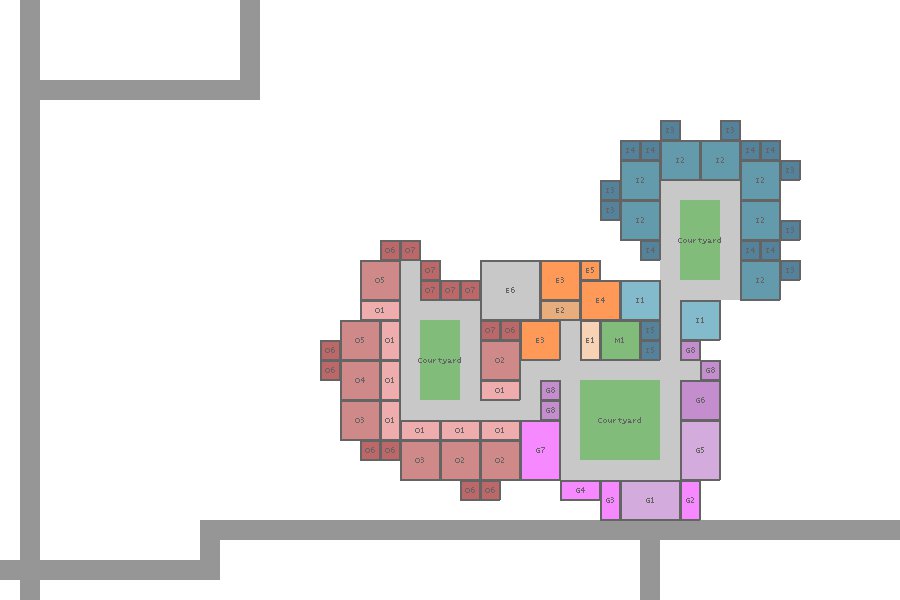 I3 I3
I4 I4 I2 I2 I4 I4
I3
I2 I2
I3
I3 I2 I2
I3
Courtyard
O6 O7 I4 I4 I4
O7 E3 E5 I3
O5 I2
E6
O7 O7 O7 E4 I1
O1 E2
I1
O7 O6 I5
O6 O5 O1 E3 E1 M1 I5 G8
Courtyard O2
O6 G8
O4 O1
O1 G8 G6
G8
O3 O1 Courtyard
O1 O1 O1
O6 O6 G7 G5
O3 O2 O2
O6 O6 G4
G3 G1 G2